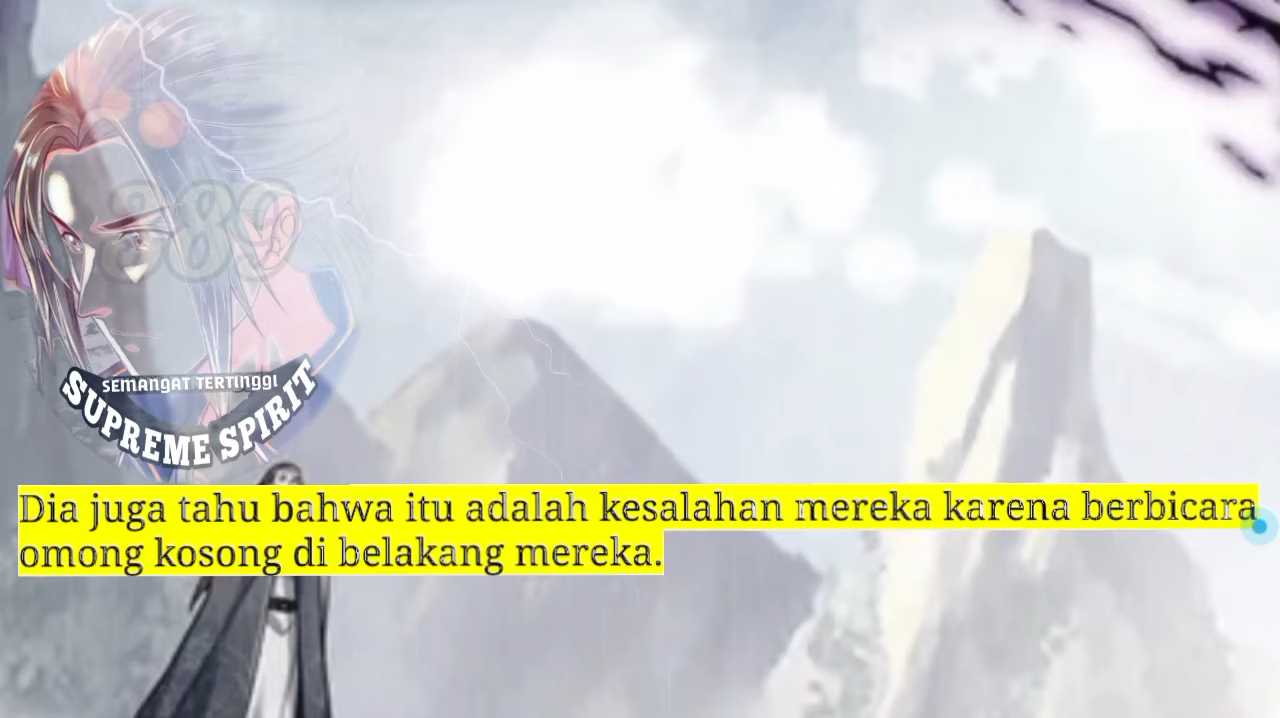 389
SEMANGAT TERTINGGI
SUPREME SPIRIT
Dia juga tahu bahwa itu adalah kesalahan mereka karena berbicara
omong kosong di belakang mereka.